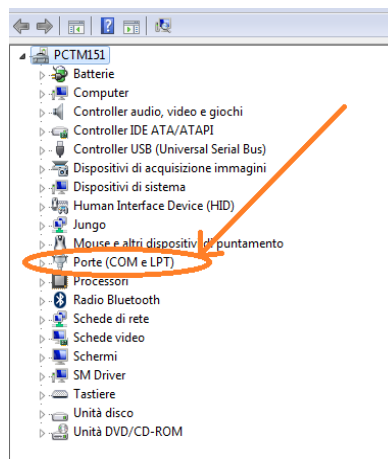 PCTM151
Batterie
Computer
Controller audio, video e giochi
Controller IDE ATA/ATAPI
Controller USB (Universal Serial Bus)
Dispositivi di acquisizione immagini
Dispositivi di sistema
Human Interface Device (HID)
Jungo
Mouse e altri dispositivi di puntamento
Porte (COM e LPT)
Processori
Radio Bluetooth
Schede di rete
Schede video
Schermi
SM Driver
Tastiere
Unità disco
Unità DVD/CD-ROM